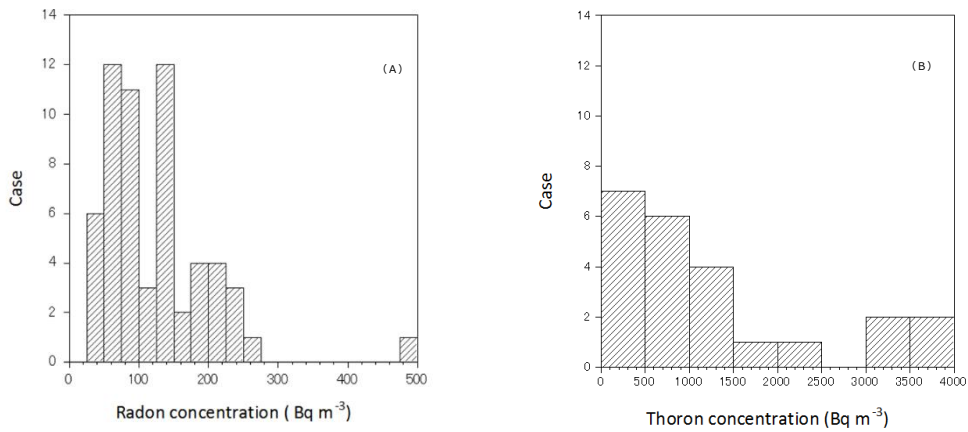 14
12
10
8
6
4
2
0
Case
(A)
0 100 200 300 400 500
Radon concentration ( Bq m⁻³)
14
12
10
8
6
4
2
0
Case
(B)
0 500 1000 1500 2000 2500 3000 3500 4000
Thoron concentration (Bq m⁻³)